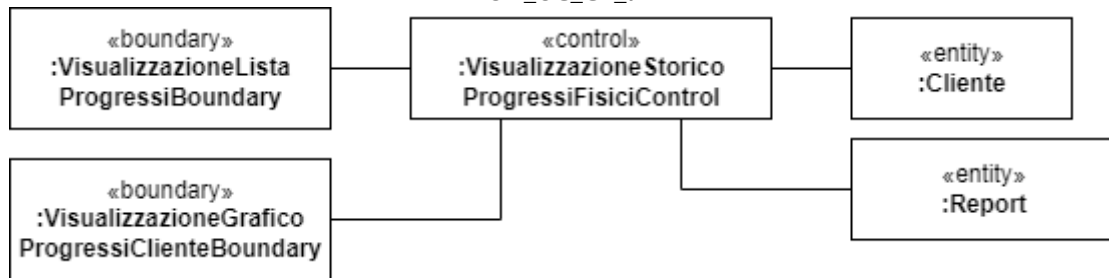 «boundary»
:VisualizzazioneLista
ProgressiBoundary
«control»
:VisualizzazioneStorico
ProgressiFisiciControl
«entity»
:Cliente
«boundary»
:VisualizzazioneGrafico
ProgressiClienteBoundary
«entity»
:Report